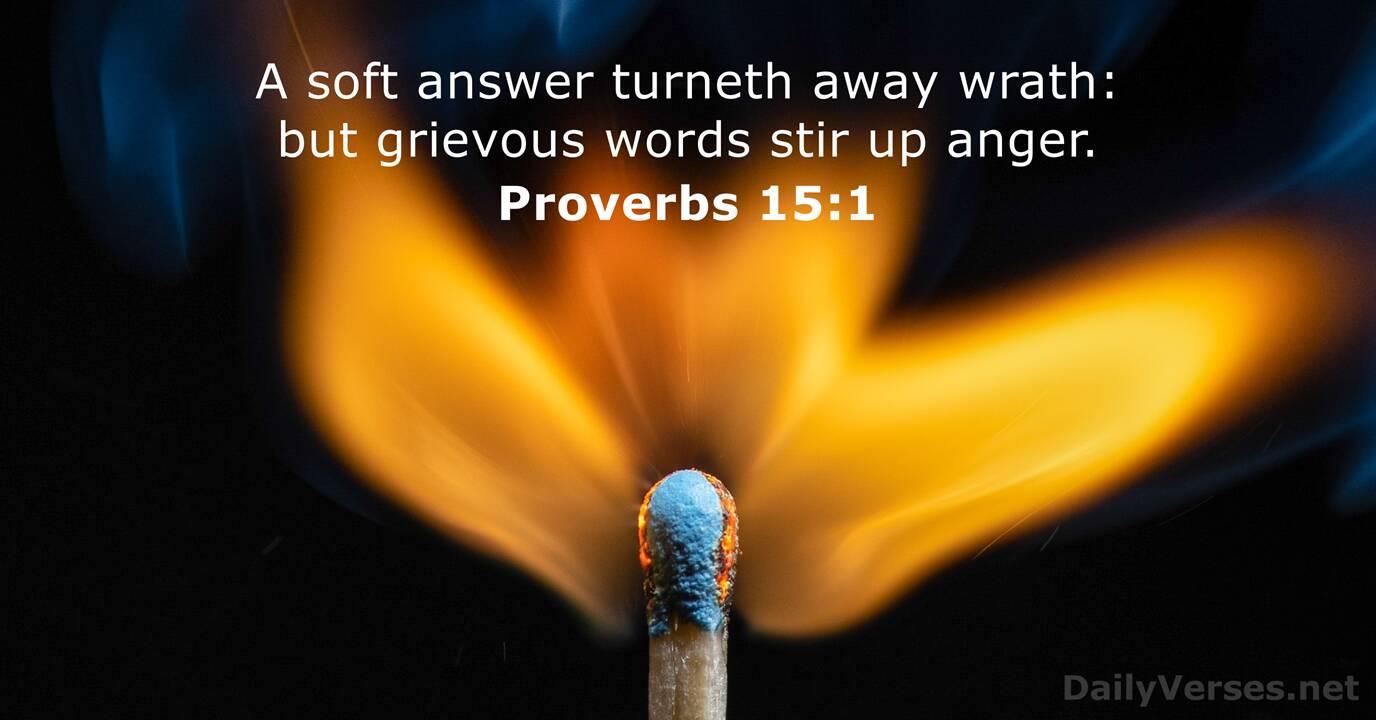 A soft answer turneth away wrath:
but grievous words stir up anger.
Proverbs 15:1
DailyVerses.net